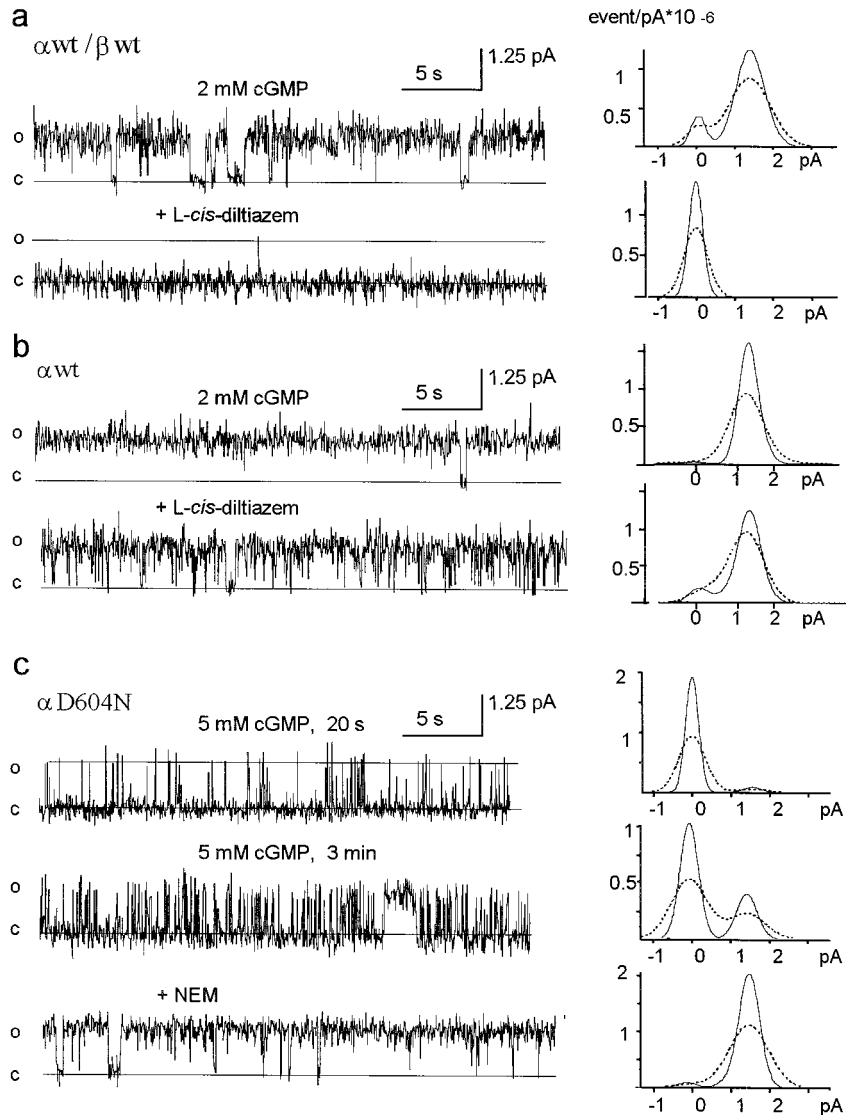 a
αwt / βwt
event/pA*10 -6
5 s
1.25 pA
2 mM cGMP
o
c
1
0.5
-1 0 1 2 pA
+ L-cis-diltiazem
o
c
1
0.5
-1 0 1 2 pA
b
αwt
5 s
1.25 pA
2 mM cGMP
o
c
1
0.5
-1 0 1 2 pA
+ L-cis-diltiazem
o
c
1
0.5
-1 0 1 2 pA
c
αD604N
5 s
1.25 pA
5 mM cGMP, 20 s
o
c
2
1
-1 0 1 2 pA
5 mM cGMP, 3 min
o
c
11
0.5
-1 0 1 2 pA
+ NEM
o
c
2
1
-1 0 1 2 pA